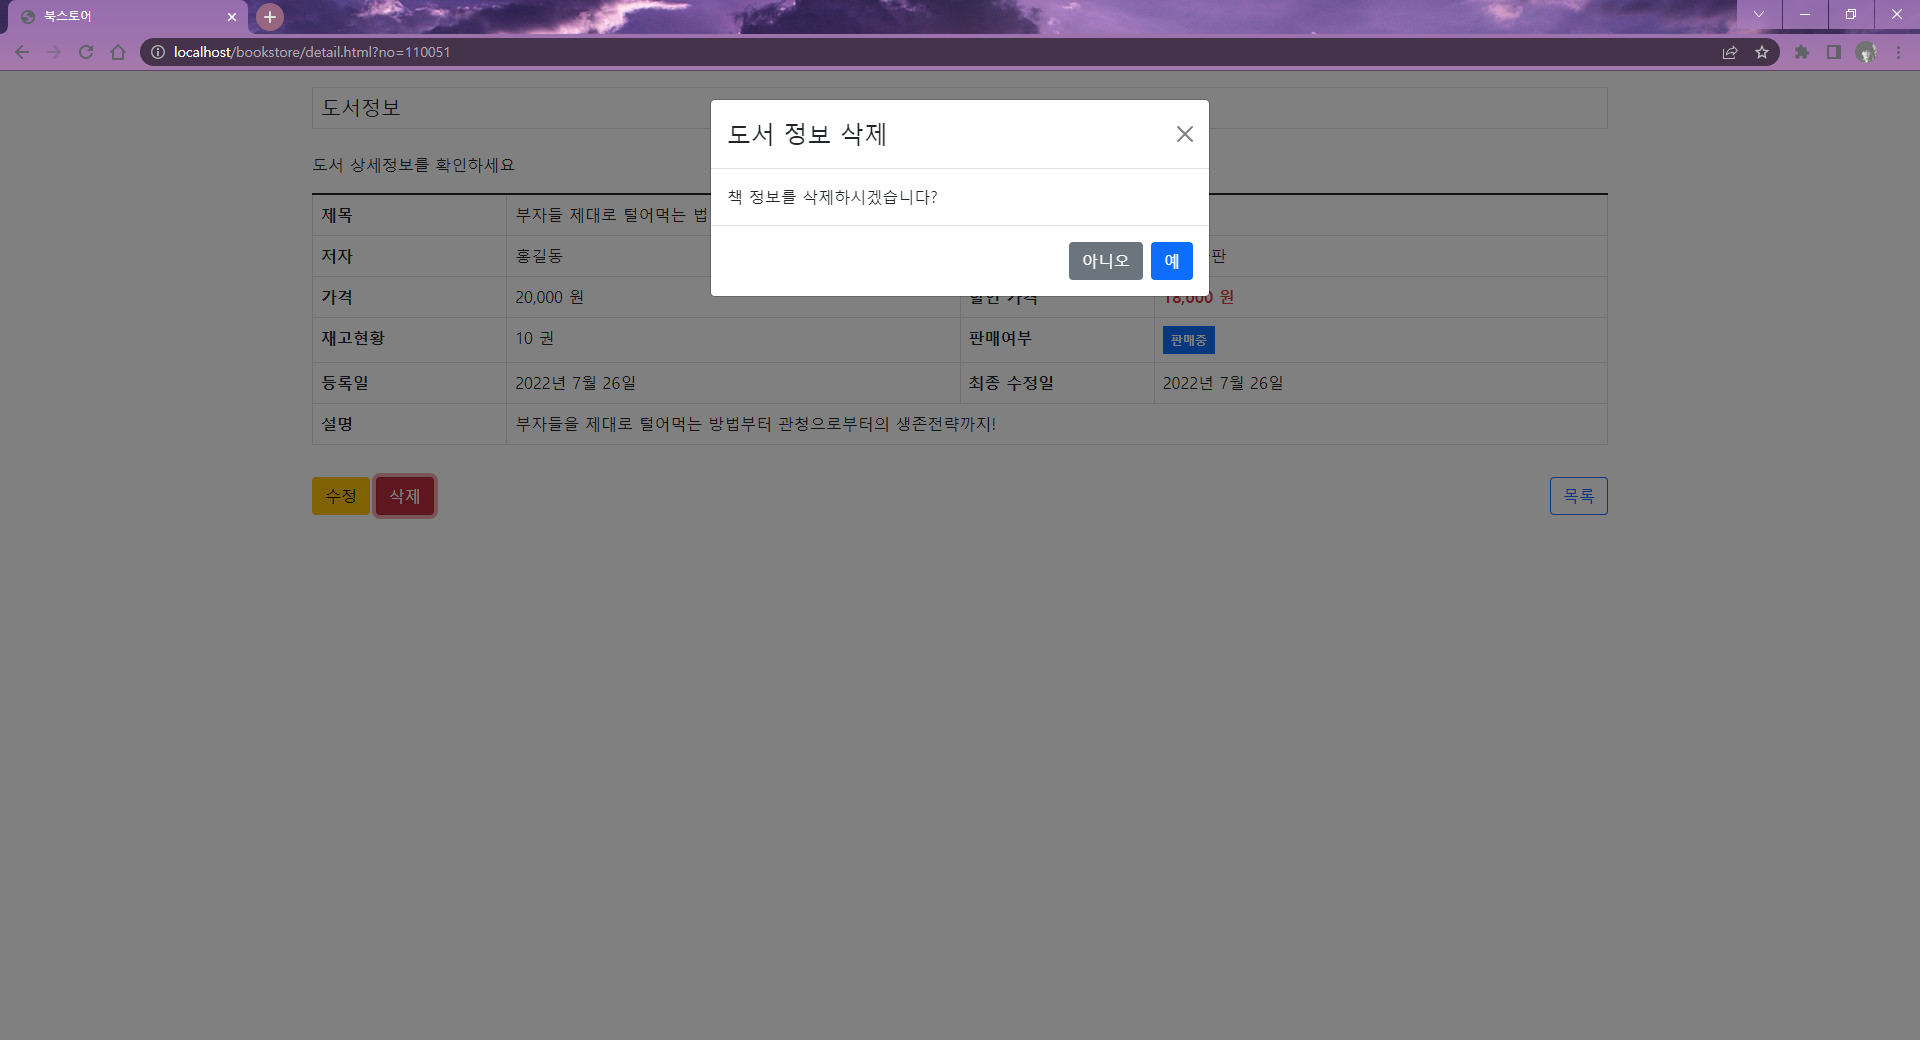 북스토어
localhost/bookstore/detail.html?no=110051
도서정보
도서 정보 삭제
책 정보를 삭제하시겠습니다?
아니오 예
도서 상세정보를 확인하세요
제목 부자들 제대로 털어먹는 법
저자 홍길동 판
가격 20,000 원 할인 가격 18,000 원
재고현황 10 권 판매여부 판매중
등록일 2022년 7월 26일 최종 수정일 2022년 7월 26일
설명 부자들을 제대로 털어먹는 방법부터 관청으로부터의 생존전략까지!
수정 삭제 목록